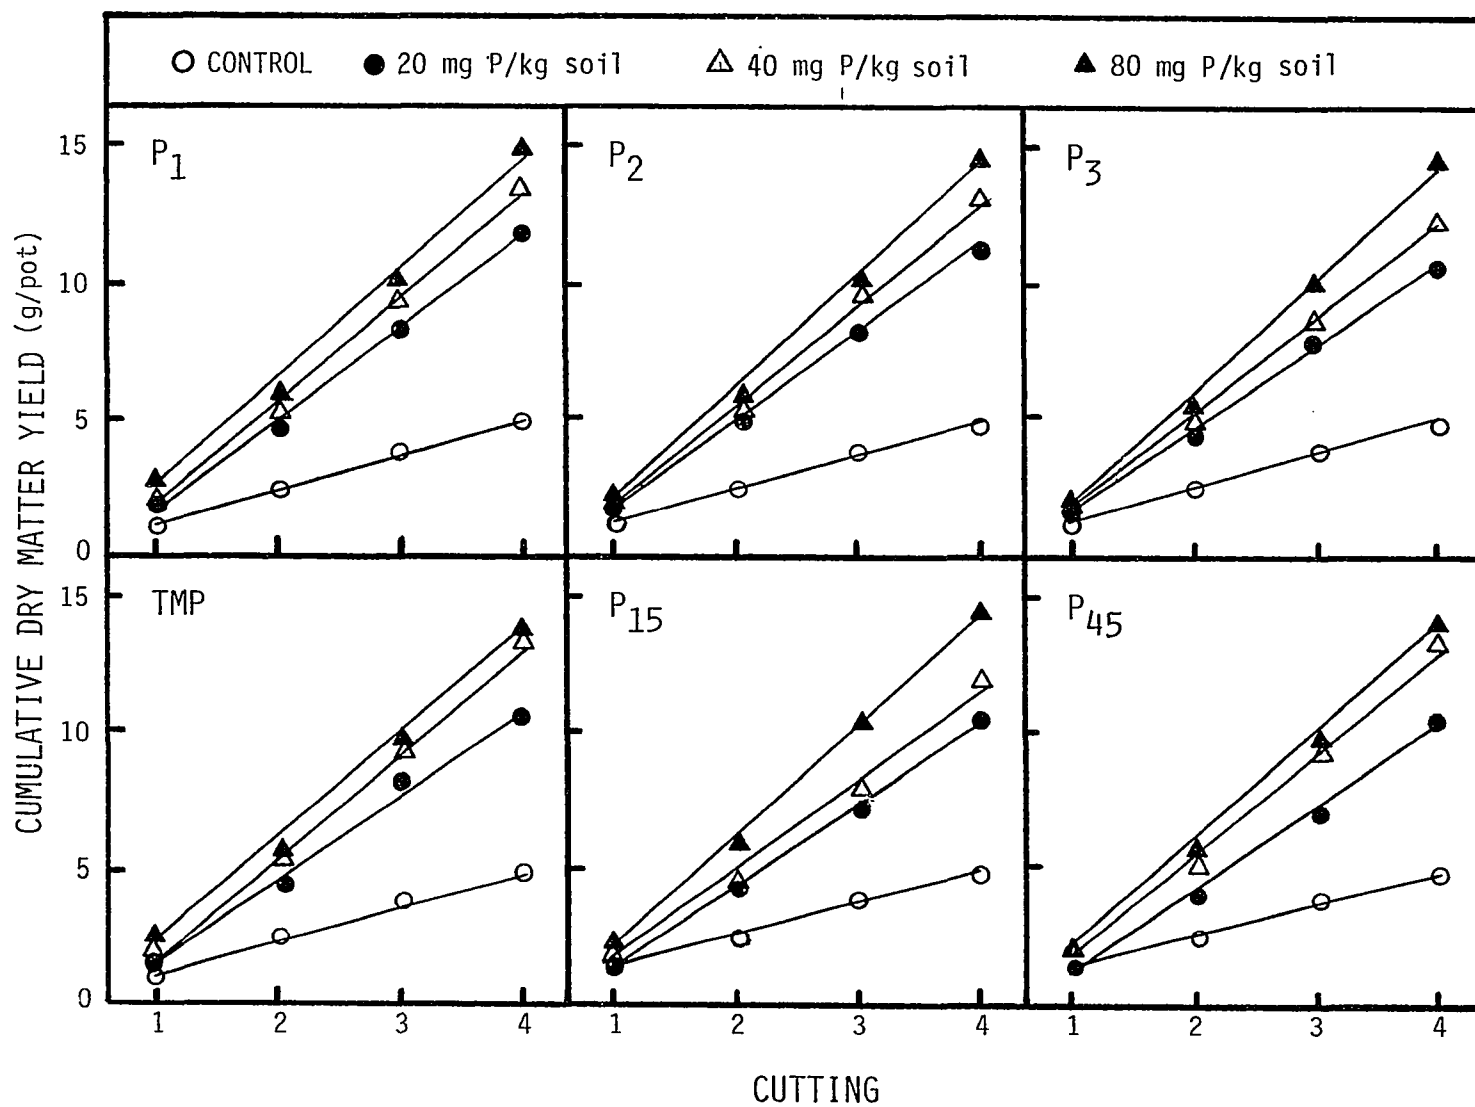 CONTROL 20 mg P/kg soil 40 mg P/kg soil 80 mg P/kg soil
CUMULATIVE DRY MATTER YIELD (g/pot)
15
10
5
0
P1
P2
P3
15
10
5
0
TMP
P15
P45
1 2 3 4
1 2 3 4
1 2 3 4
CUTTING